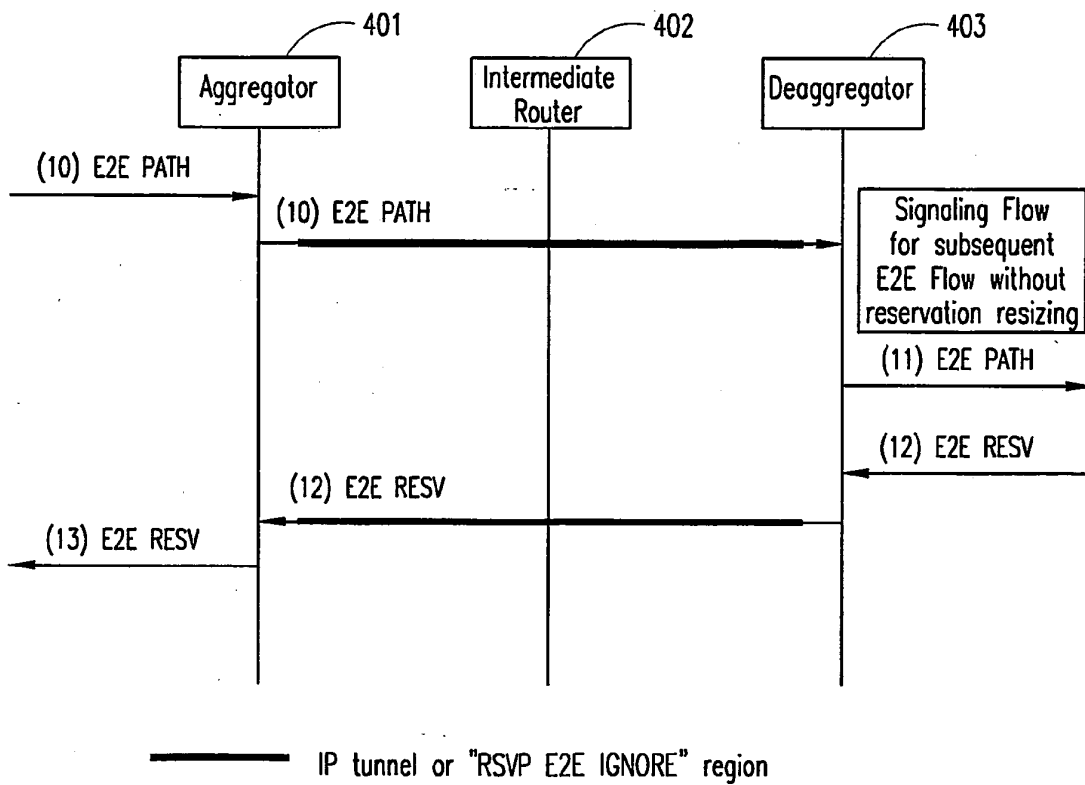 401
402
403
Aggregator
Intermediate
Router
Deaggregator
(10) E2E PATH
(10) E2E PATH
Signaling Flow
for subsequent
E2E Flow without
reservation resizing
(11) E2E PATH
(12) E2E RESV
(12) E2E RESV
(13) E2E RESV
IP tunnel or "RSVP E2E IGNORE" region